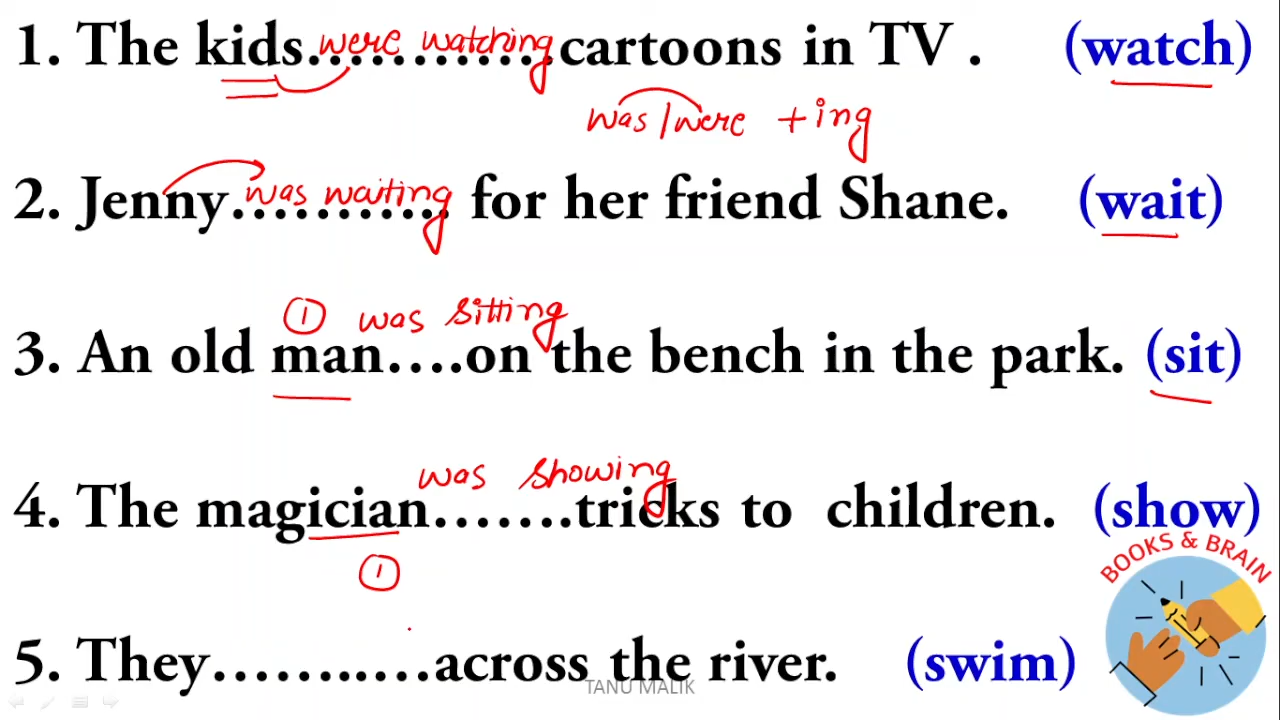 1. The kids were watching cartoons in TV . (watch)
was/were +ing
2. Jenny was waiting for her friend Shane. (wait)
① was sitting
3. An old man....on the bench in the park. (sit)
was showing
4. The magician.......tricks to children. (show)
①
BOOKS & BRAIN
5. They..........across the river. (swim)
TANU MALIK